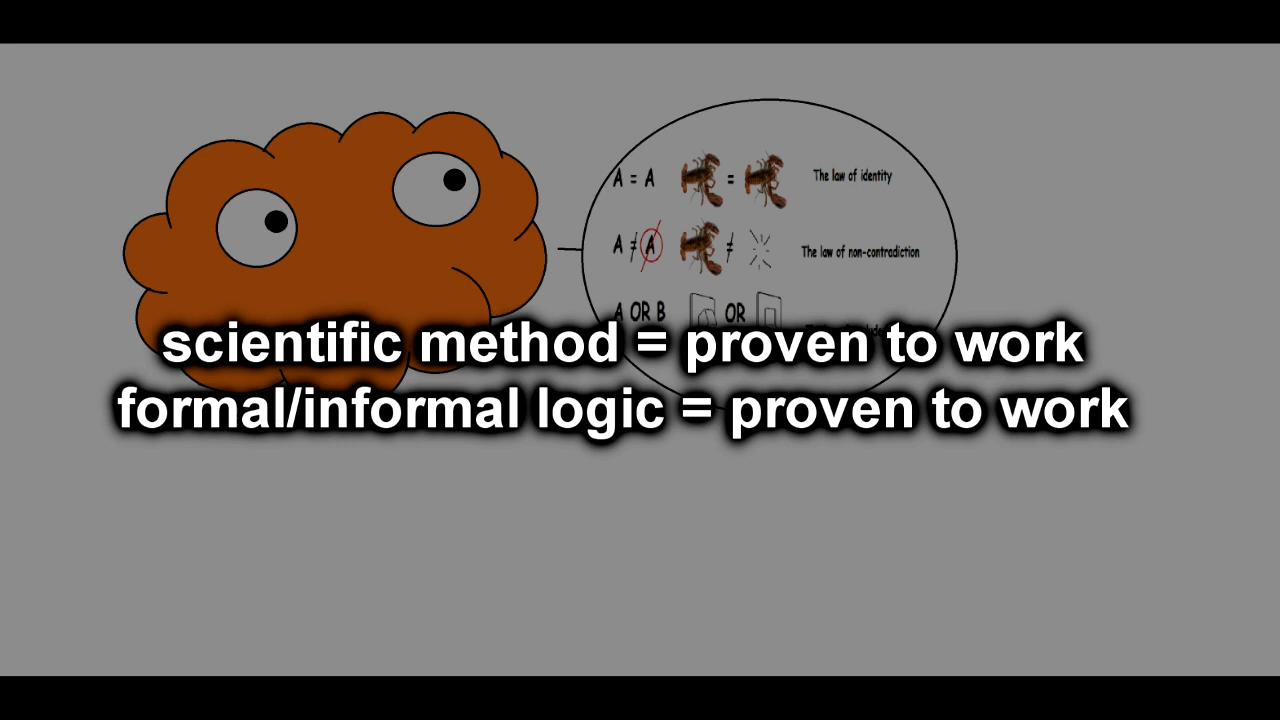 A = A = The law of identity
A ≠ A ≠ The law of non-contradiction
A OR B OR
scientific method = proven to work
formal/informal logic = proven to work